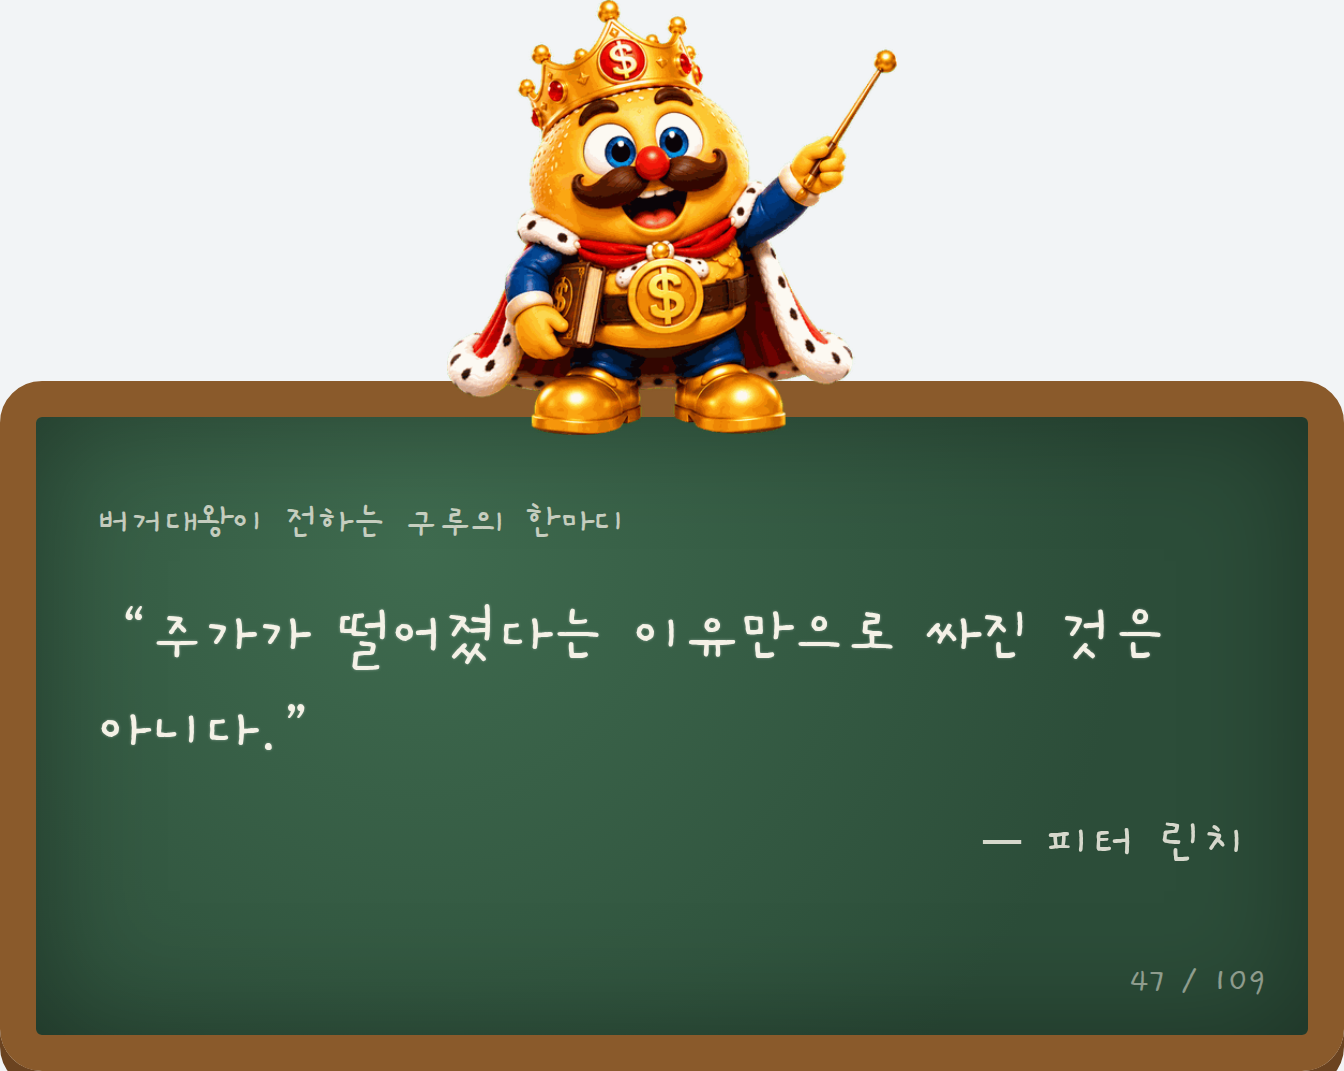 버거대왕이 전하는 구루의 한마디
“주가가 떨어졌다는 이유만으로 싸진 것은
아니다.”
— 피터 린치
47 / 109